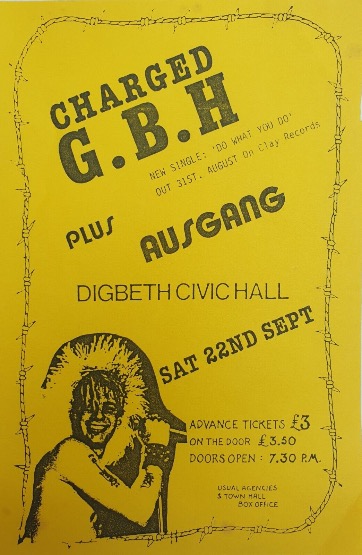 CHARGED
G.B.H
NEW SINGLE: 'DO WHAT YOU DO'
OUT 31ST. AUGUST On Clay Records
PLUS AUSGANG
DIGBETH CIVIC HALL
SAT 22ND SEPT
ADVANCE TICKETS £3
ON THE DOOR £3.50
DOORS OPEN : 7.30 P.M.
USUAL AGENCIES
& TOWN HALL
BOX OFFICE